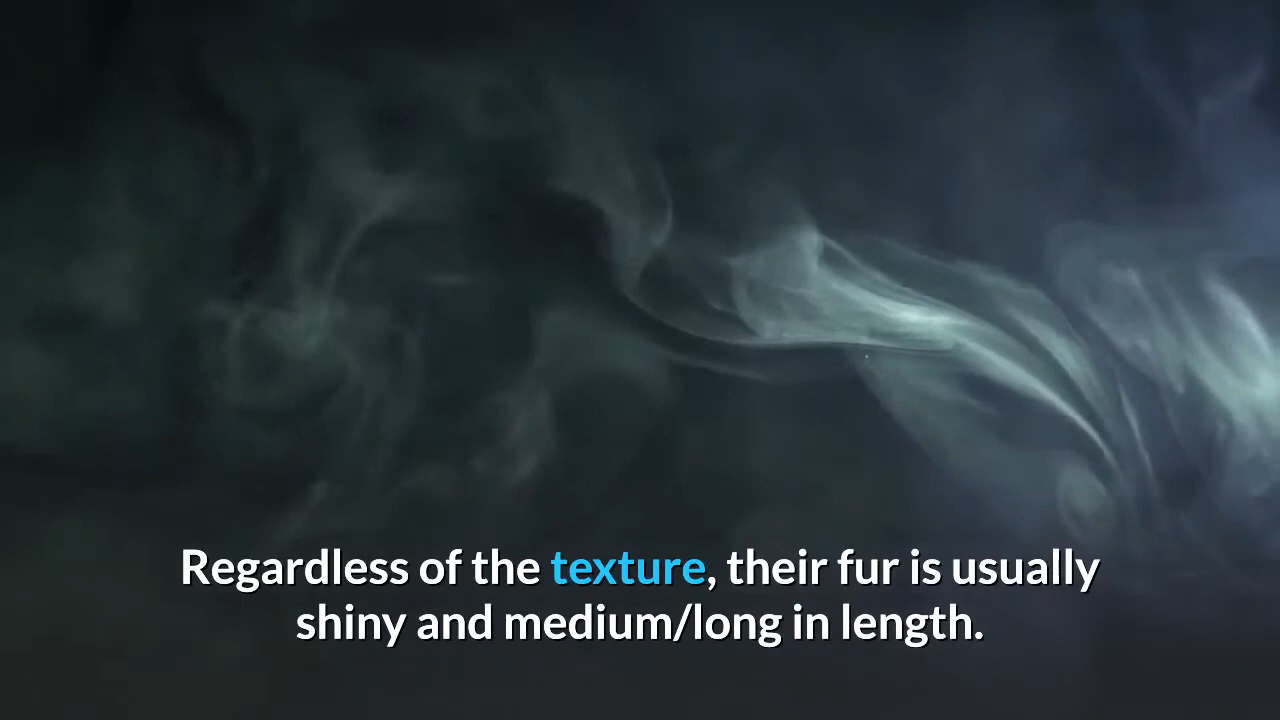 Regardless of the texture, their fur is usually
shiny and medium/long in length.